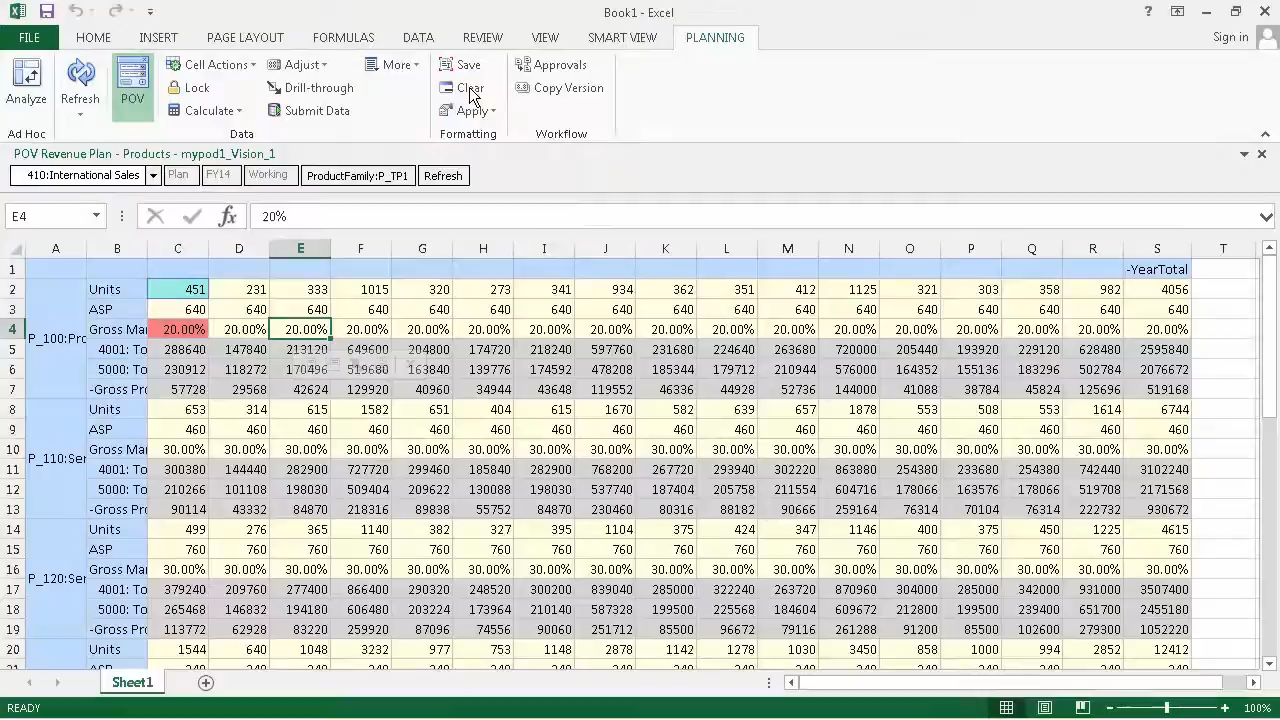 Book1 - Excel
FILE HOME INSERT PAGE LAYOUT FORMULAS DATA REVIEW VIEW SMART VIEW PLANNING Sign in
Cell Actions Adjust More Save Approvals
Lock Drill-through Clear Copy Version
Analyze Refresh POV Calculate Submit Data Apply
Ad Hoc Data Formatting Workflow
POV Revenue Plan - Products - mypod1_Vision_1
410:International Sales Plan FY14 Working ProductFamily:P_TP1 Refresh
E4 fx 20%
A B C D E F G H I J K L M N O P Q R S T
1 -YearTotal
2 Units 451 231 333 1015 320 273 341 934 362 351 412 1125 321 303 358 982 4056
3 ASP 640 640 640 640 640 640 640 640 640 640 640 640 640 640 640 640 640
4 P_100:Pro Gross Mar 20.00% 20.00% 20.00% 20.00% 20.00% 20.00% 20.00% 20.00% 20.00% 20.00% 20.00% 20.00% 20.00% 20.00% 20.00% 20.00% 20.00%
5 4001: To 288640 147840 213120 649600 204800 174720 218240 597760 231680 224640 263680 720000 205440 193920 229120 628480 2595840
6 5000: To 230912 118272 170496 519680 163840 139776 174592 478208 185344 179712 210944 576000 164352 155136 183296 502784 2076672
7 -Gross Pro 57728 29568 42624 129920 40960 34944 43648 119552 46336 44928 52736 144000 41088 38784 45824 125696 519168
8 Units 653 314 615 1582 651 404 615 1670 582 639 657 1878 553 508 553 1614 6744
9 ASP 460 460 460 460 460 460 460 460 460 460 460 460 460 460 460 460 460
10 P_110:Ser Gross Mar 30.00% 30.00% 30.00% 30.00% 30.00% 30.00% 30.00% 30.00% 30.00% 30.00% 30.00% 30.00% 30.00% 30.00% 30.00% 30.00% 30.00%
11 4001: To 300380 144440 282900 727720 299460 185840 282900 768200 267720 293940 302220 863880 254380 233680 254380 742440 3102240
12 5000: To 210266 101108 198030 509404 209622 130088 198030 537740 187404 205758 211554 604716 178066 163576 178066 519708 2171568
13 -Gross Pro 90114 43332 84870 218316 89838 55752 84870 230460 80316 88182 90666 259164 76314 70104 76314 222732 930672
14 Units 499 276 365 1140 382 327 395 1104 375 424 347 1146 400 375 450 1225 4615
15 ASP 760 760 760 760 760 760 760 760 760 760 760 760 760 760 760 760 760
16 P_120:Ser Gross Mar 30.00% 30.00% 30.00% 30.00% 30.00% 30.00% 30.00% 30.00% 30.00% 30.00% 30.00% 30.00% 30.00% 30.00% 30.00% 30.00% 30.00%
17 4001: To 379240 209760 277400 866400 290320 248520 300200 839040 285000 322240 263720 870960 304000 285000 342000 931000 3507400
18 5000: To 265468 146832 194180 606480 203224 173964 210140 587328 199500 225568 184604 609672 212800 199500 239400 651700 2455180
19 -Gross Pro 113772 62928 83220 259920 87096 74556 90060 251712 85500 96672 79116 261288 91200 85500 102600 279300 1052220
20 Units 1544 640 1048 3232 977 753 1148 2878 1142 1278 1030 3450 858 1000 994 2852 12412
Sheet1
READY 100%